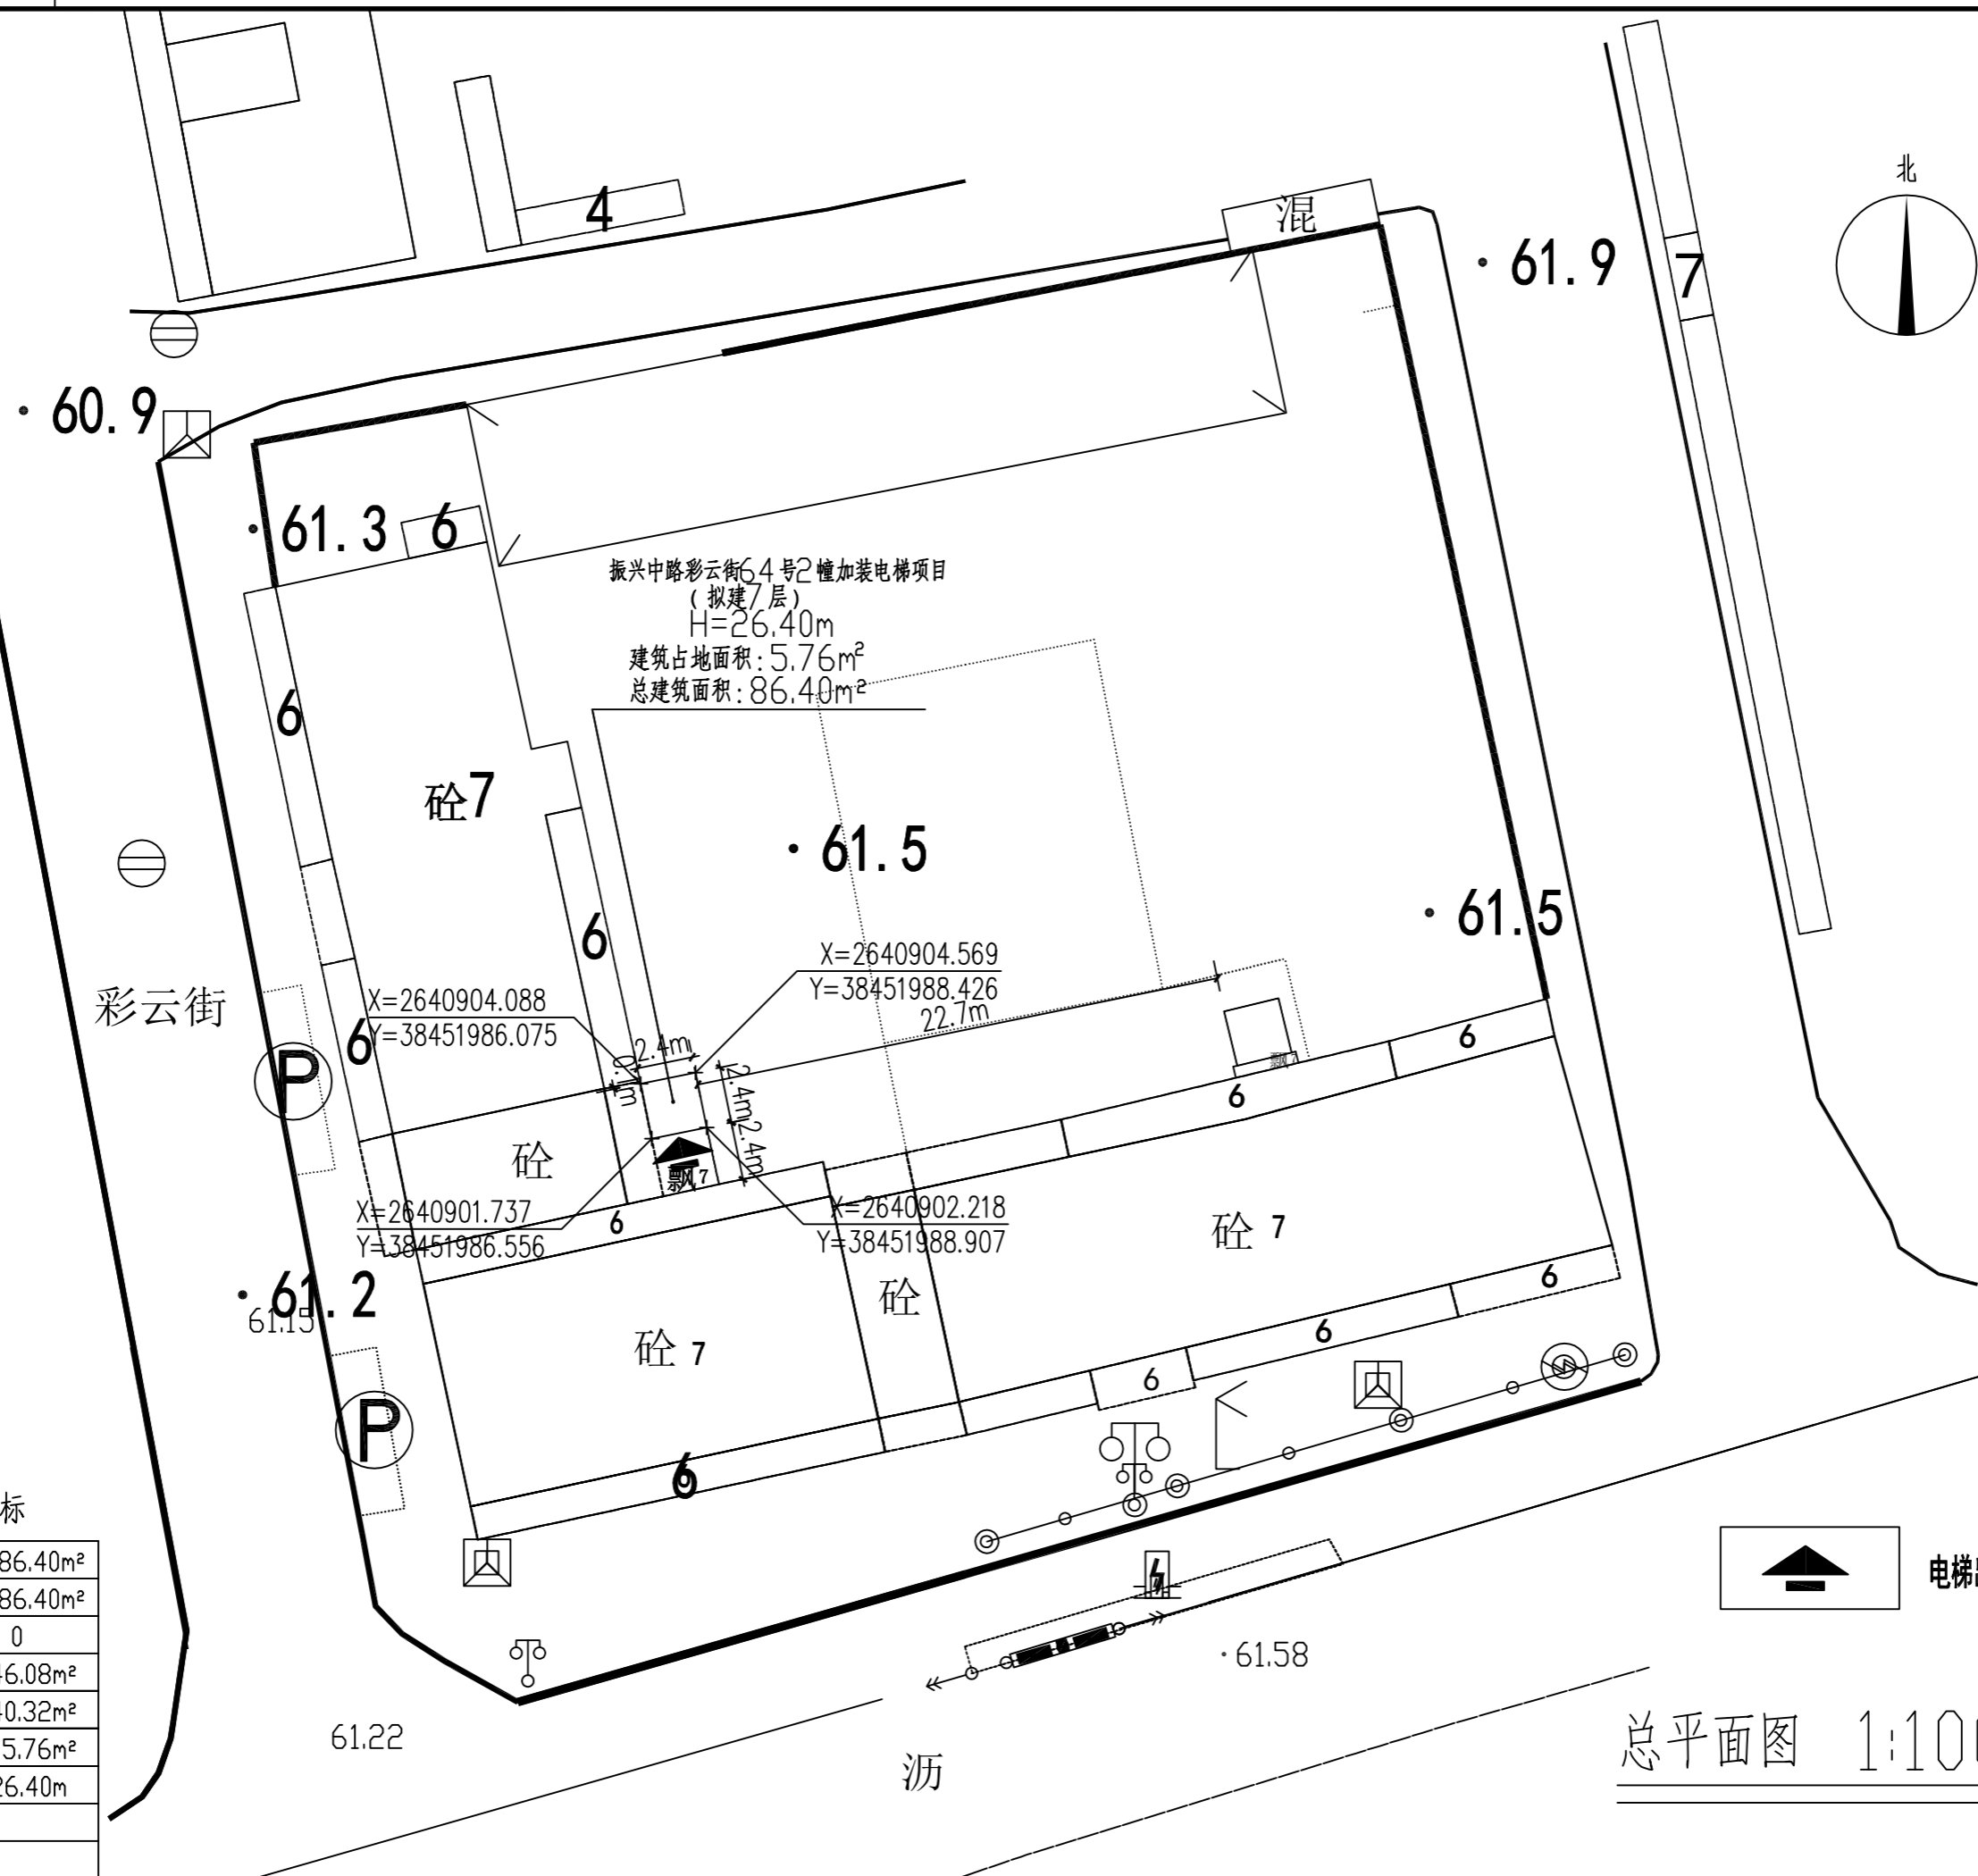 4
混
北
61.9
7
60.9
61.3
6
振兴中路彩云街64号2幢加装电梯项目
(拟建7层)
H=26.40m
建筑占地面积:5.76m²
总建筑面积:86.40m²
6
砼7
61.5
61.5
6
彩云街
X=2640904.569
Y=38451988.426
X=2640904.088
Y=38451986.075
22.7m
2.4m
1.0m
2.4m
2.4m
6
P
6
6
飘
砼
飘7
X=2640901.737
Y=38451986.556
6
X=2640902.218
Y=38451988.907
砼 7
61.2
61.15
砼
砼 7
6
6
6
6
P
标
86.40m²
86.40m²
0
46.08m²
40.32m²
5.76m²
26.40m
电梯
61.58
61.22
沥
总平面图 1:10